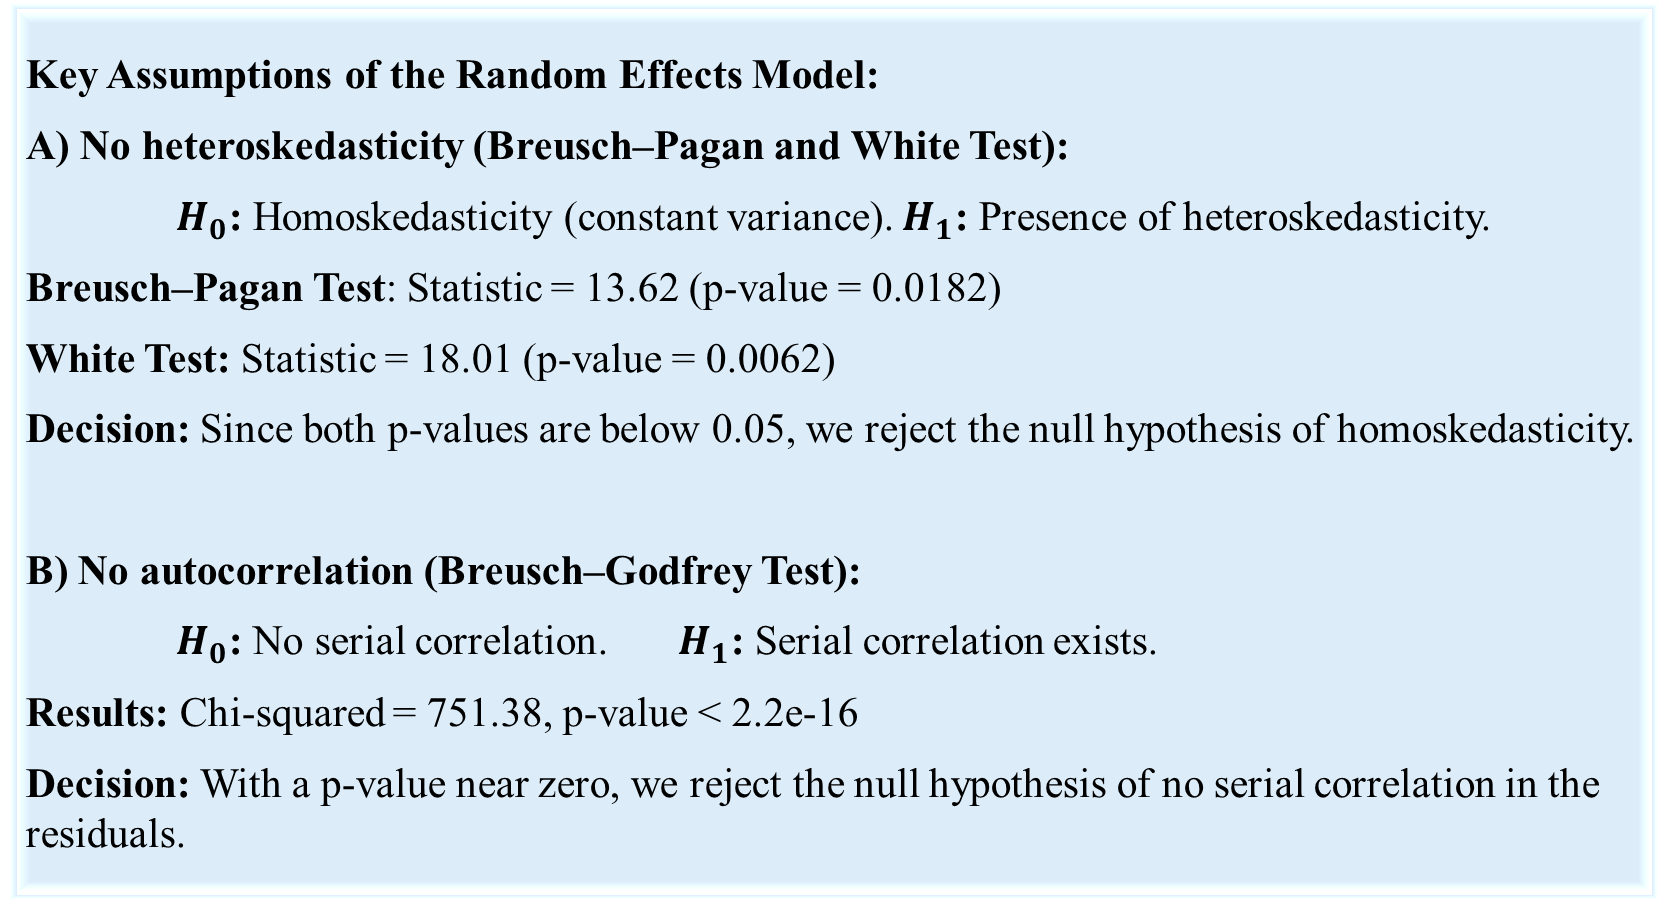 Key Assumptions of the Random Effects Model:
A) No heteroskedasticity (Breusch–Pagan and White Test):
H₀: Homoskedasticity (constant variance). H₁: Presence of heteroskedasticity.
Breusch–Pagan Test: Statistic = 13.62 (p-value = 0.0182)
White Test: Statistic = 18.01 (p-value = 0.0062)
Decision: Since both p-values are below 0.05, we reject the null hypothesis of homoskedasticity.
B) No autocorrelation (Breusch–Godfrey Test):
H₀: No serial correlation. H₁: Serial correlation exists.
Results: Chi-squared = 751.38, p-value < 2.2e-16
Decision: With a p-value near zero, we reject the null hypothesis of no serial correlation in the
residuals.